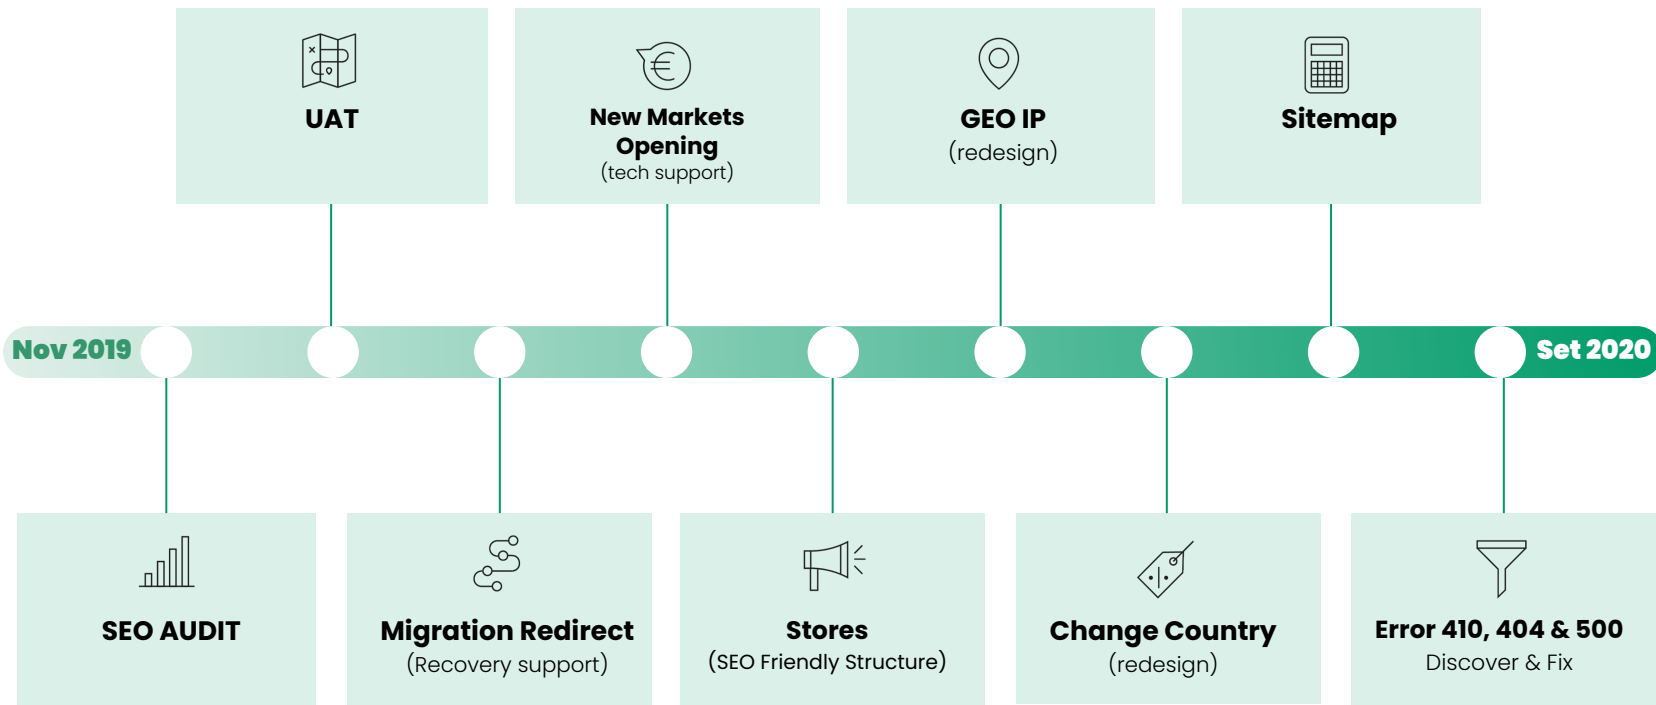 UAT
New Markets
Opening
(tech support)
GEO IP
(redesign)
Sitemap
Nov 2019
Set 2020
SEO AUDIT
Migration Redirect
(Recovery support)
Stores
(SEO Friendly Structure)
Change Country
(redesign)
Error 410, 404 & 500
Discover & Fix